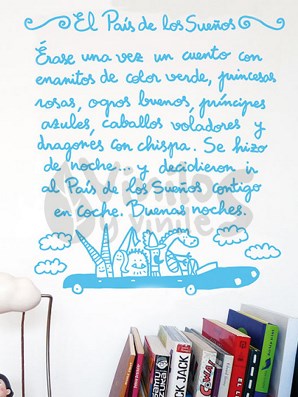 El País de los Sueños
Érase una vez un cuento con
enanitos de color verde, princesas
rosas, ogros buenos, príncipes
azules, caballos voladores y
dragones con chispa. Se hizo
de noche... y decidieron ir
al País de los Sueños contigo
en coche. Buenas noches.
BLACK JACK